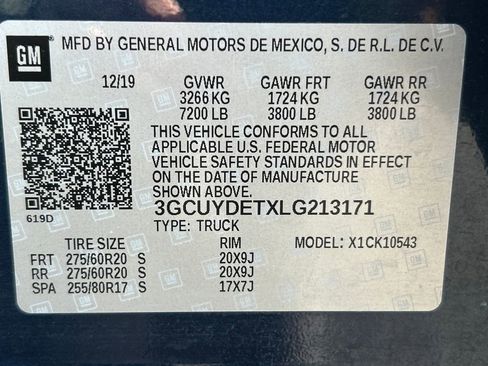 GM MFD BY GENERAL MOTORS DE MEXICO, S. DE R.L. DE C.V.
12/19 GVWR GAWR FRT GAWR RR
3266 KG 1724 KG 1724 KG
7200 LB 3800 LB 3800 LB
THIS VEHICLE CONFORMS TO ALL
APPLICABLE U.S. FEDERAL MOTOR
VEHICLE SAFETY STANDARDS IN EFFECT
ON THE DATE OF MANUFACTURE
SHOWN ABOVE.
619D
3GCUYDETXLG213171
TYPE: TRUCK
TIRE SIZE RIM MODEL: X1CK10543
FRT 275/60R20 S 20X9J
RR 275/60R20 S 20X9J
SPA 255/80R17 S 17X7J